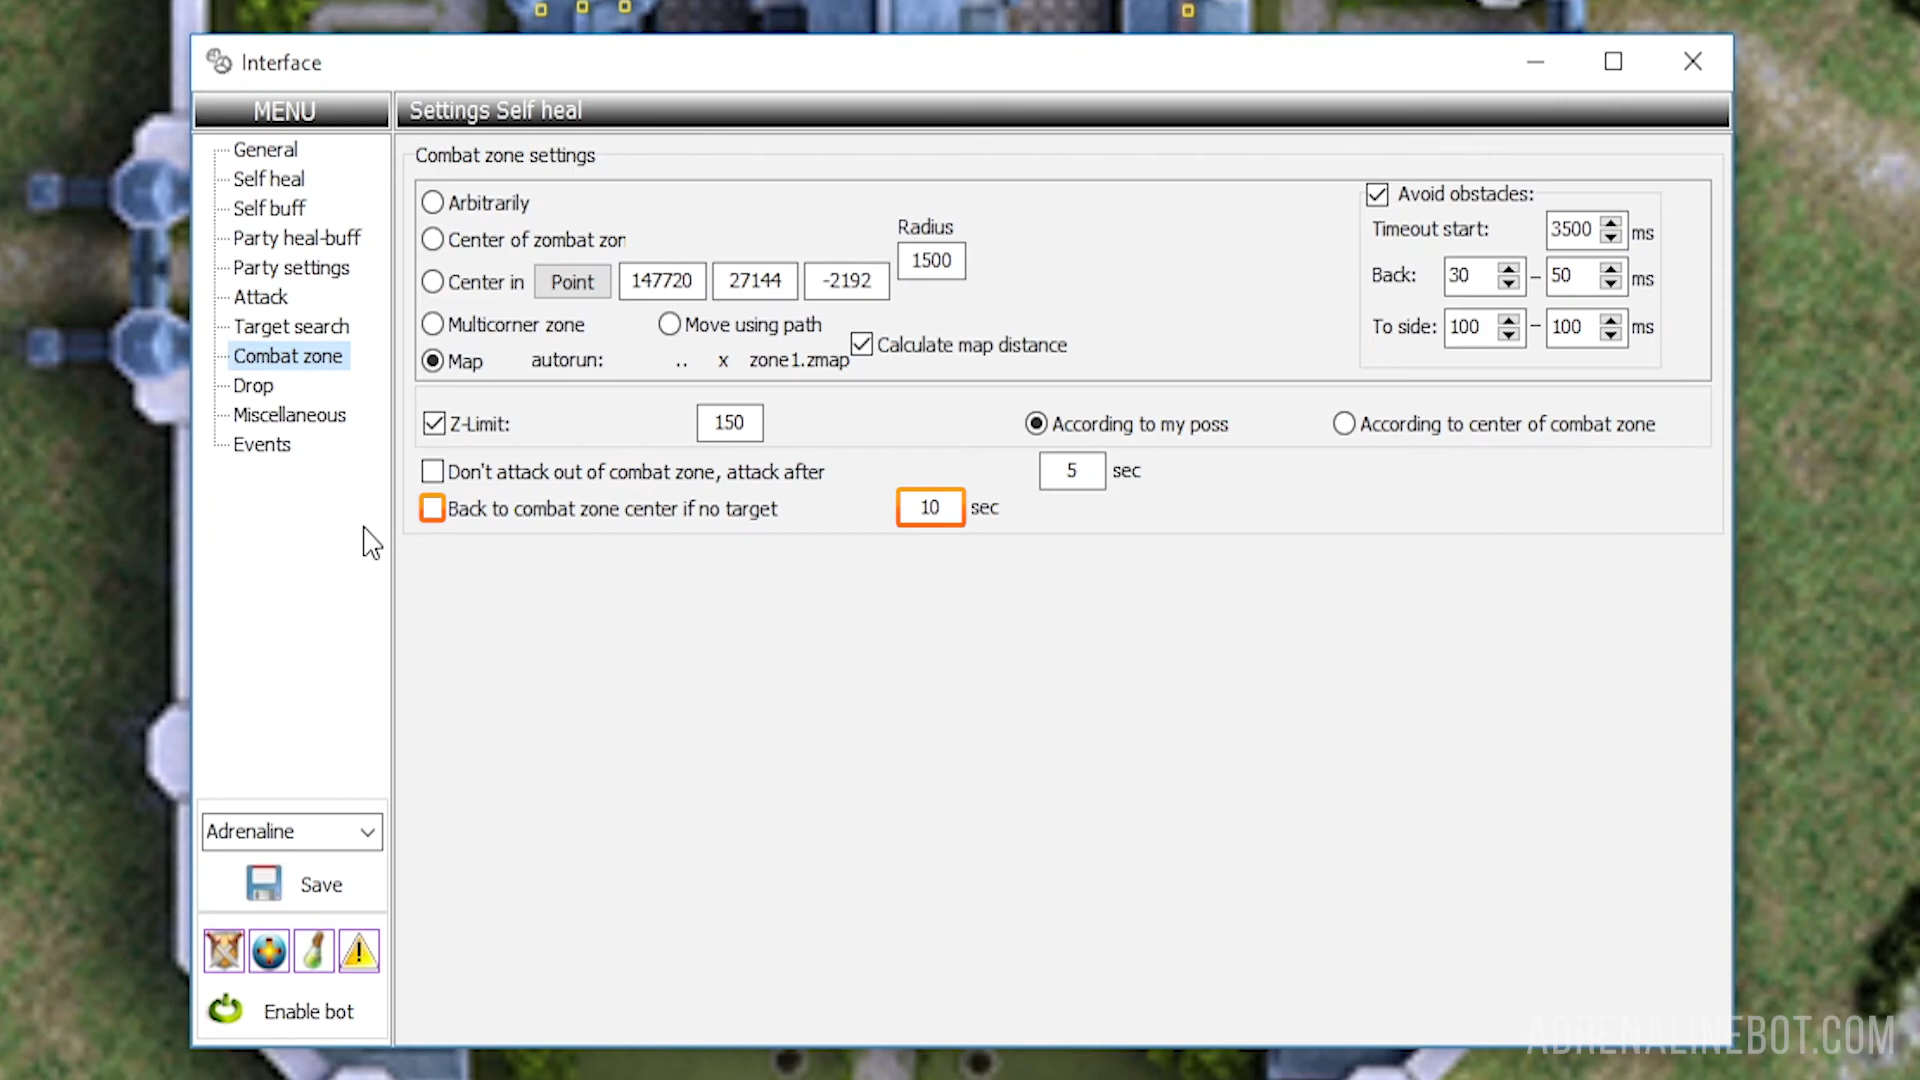 Interface
MENU
Settings Self heal
General
Self heal
Self buff
Party heal-buff
Party settings
Attack
Target search
Combat zone
Drop
Miscellaneous
Events
Combat zone settings
Arbitrarily
Center of zombat zon
Radius
1500
Center in Point 147720 27144 -2192
Multicorner zone Move using path
Calculate map distance
Map autorun: .. x zone1.zmap
Avoid obstacles:
Timeout start: 3500 ms
Back: 30 - 50 ms
To side: 100 - 100 ms
Z-Limit: 150 According to my poss According to center of combat zone
Don't attack out of combat zone, attack after 5 sec
Back to combat zone center if no target 10 sec
Adrenaline
Save
Enable bot
ADRENALINEBOT.COM